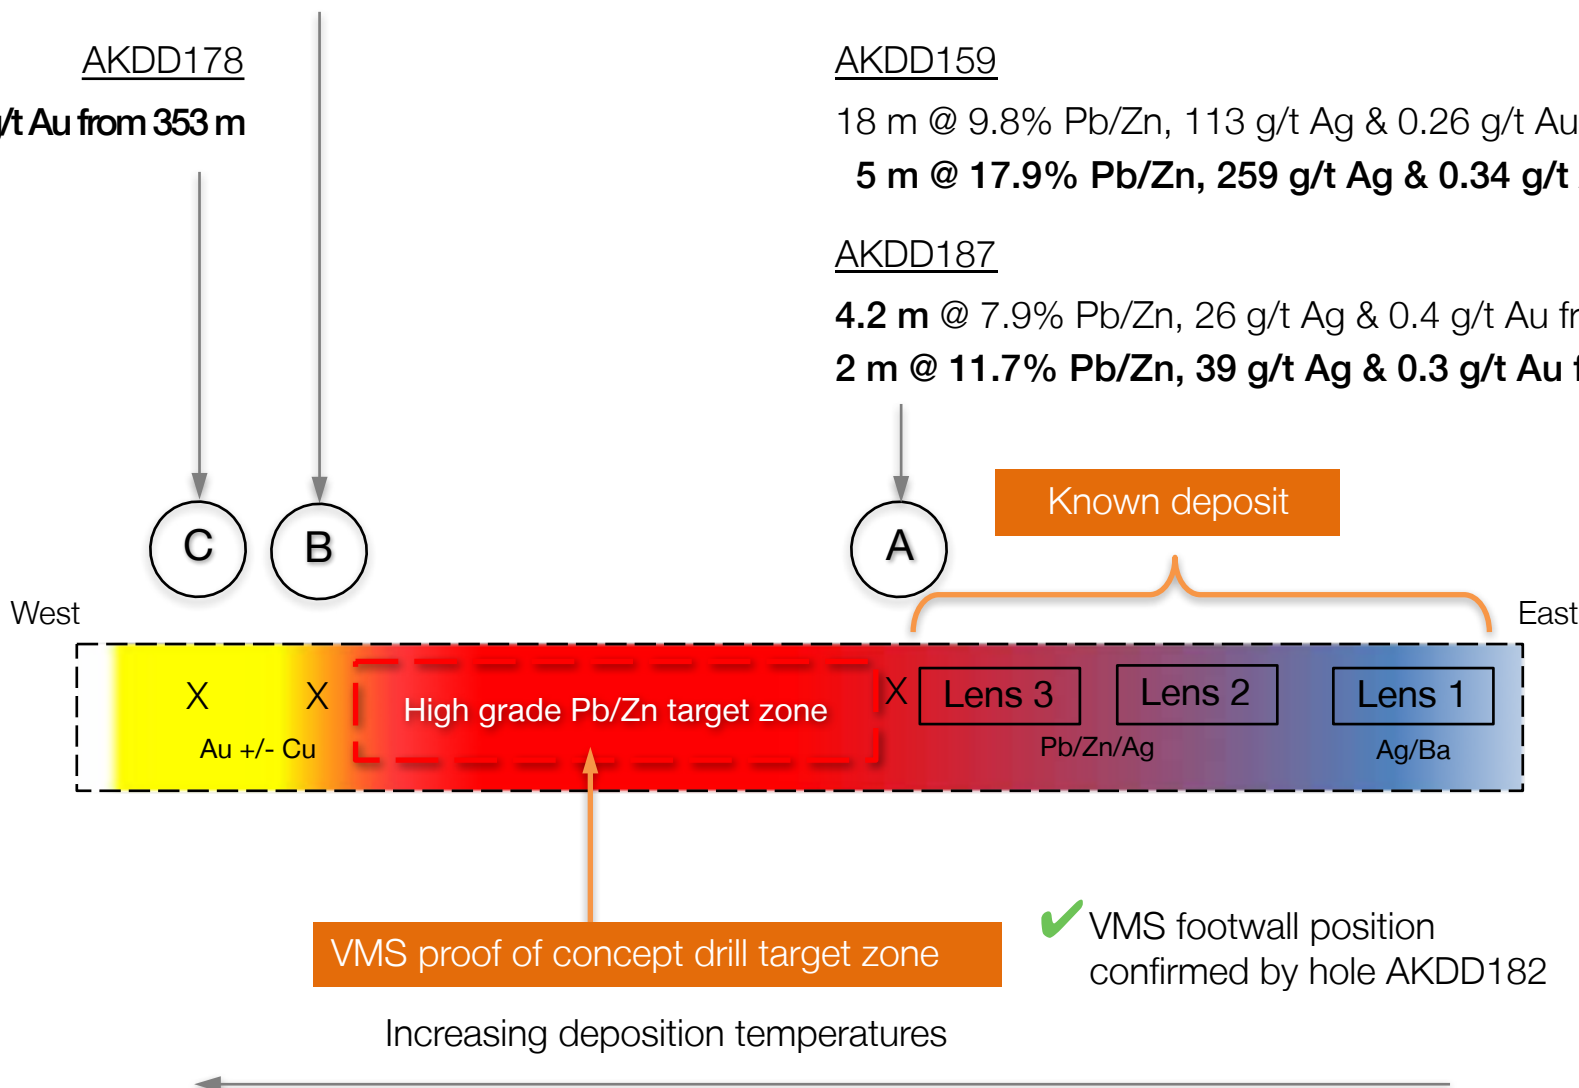 AKDD178
g/t Au from 353 m
AKDD159
18 m @ 9.8% Pb/Zn, 113 g/t Ag & 0.26 g/t Au
5 m @ 17.9% Pb/Zn, 259 g/t Ag & 0.34 g/t
AKDD187
4.2 m @ 7.9% Pb/Zn, 26 g/t Ag & 0.4 g/t Au
2 m @ 11.7% Pb/Zn, 39 g/t Ag & 0.3 g/t Au
Known deposit
C
B
A
West
East
X
X
High grade Pb/Zn target zone
X
Lens 3
Lens 2
Lens 1
Au +/- Cu
Pb/Zn/Ag
Ag/Ba
VMS proof of concept drill target zone
✔ VMS footwall position
confirmed by hole AKDD182
Increasing deposition temperatures